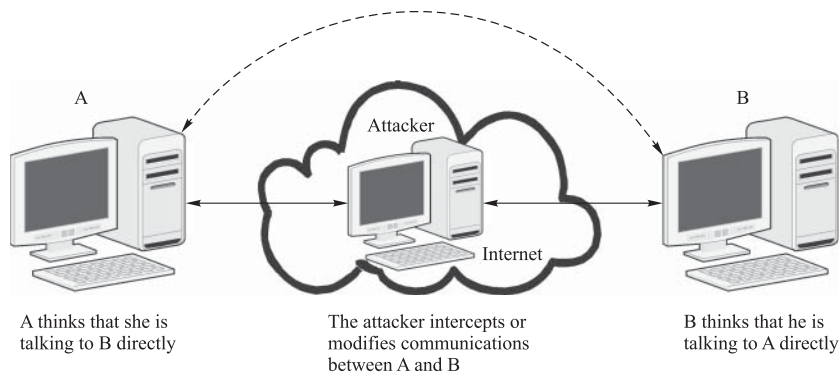 A
B
Attacker
Internet
A thinks that she is
talking to B directly
The attacker intercepts or
modifies communications
between A and B
B thinks that he is
talking to A directly